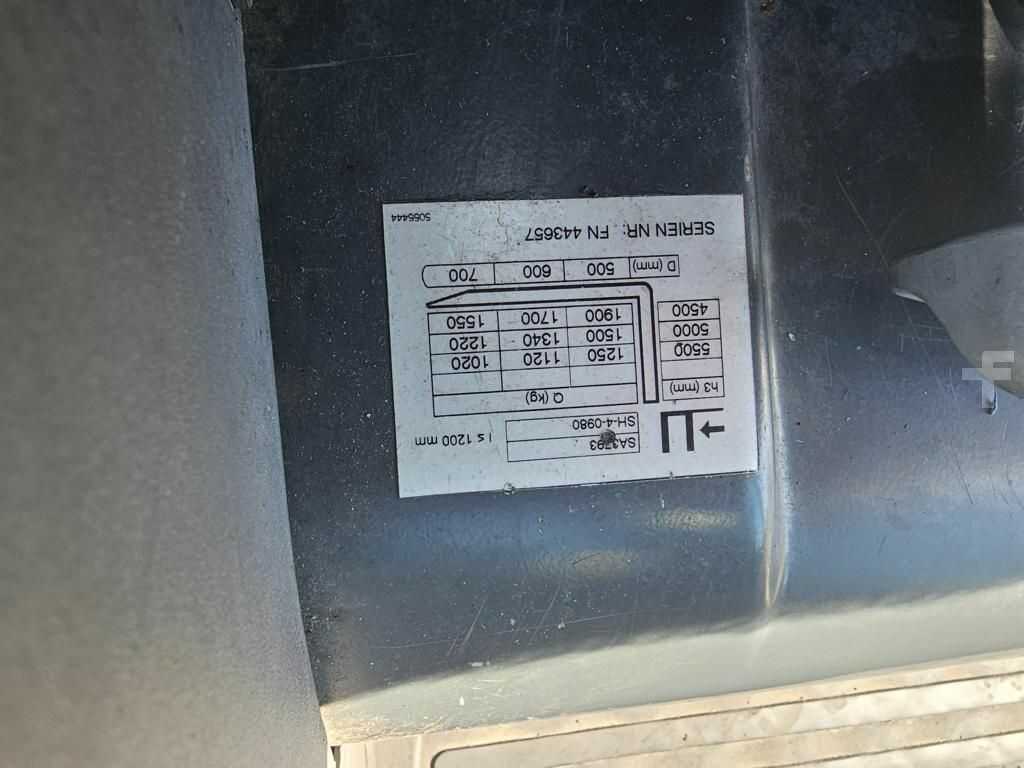 SA3793
SH-4-0980
l ≤ 1200 mm
h3 (mm)
Q (kg)
5500 1250 1120 1020
5000 1500 1340 1220
4500 1900 1700 1550
D (mm) 500 600 700
SERIEN NR: FN 443657
5055444